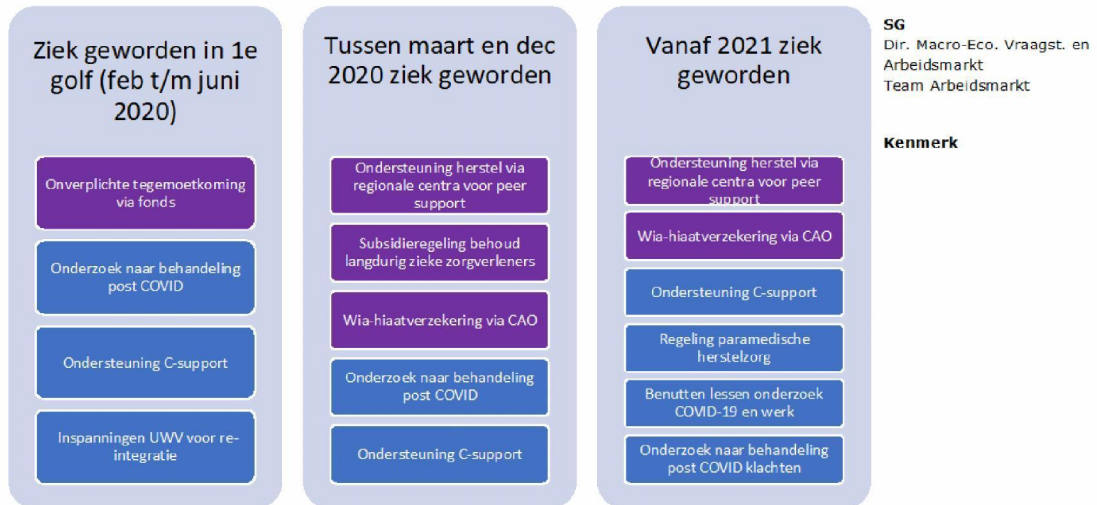 Ziek geworden in 1e
golf (feb t/m juni
2020)
Onverplichte tegemoetkoming
via fonds
Onderzoek naar behandeling
post COVID
Ondersteuning C-support
Inspanningen UWV voor re-
integratie
Tussen maart en dec
2020 ziek geworden
Ondersteuning herstel via
regionale centra voor peer
support
Subsidieregeling behoud
langdurig zieke zorgverleners
Wia-hiaatverzekering via CAO
Onderzoek naar behandeling
post COVID
Ondersteuning C-support
Vanaf 2021 ziek
geworden
Ondersteuning herstel via
regionale centra voor peer
support
Wia-hiaatverzekering via CAO
Ondersteuning C-support
Regeling paramedische
herstelzorg
Benutten lessen onderzoek
COVID-19 en werk
Onderzoek naar behandeling
post COVID klachten
SG
Dir. Macro-Eco. Vraagst. en
Arbeidsmarkt
Team Arbeidsmarkt
Kenmerk